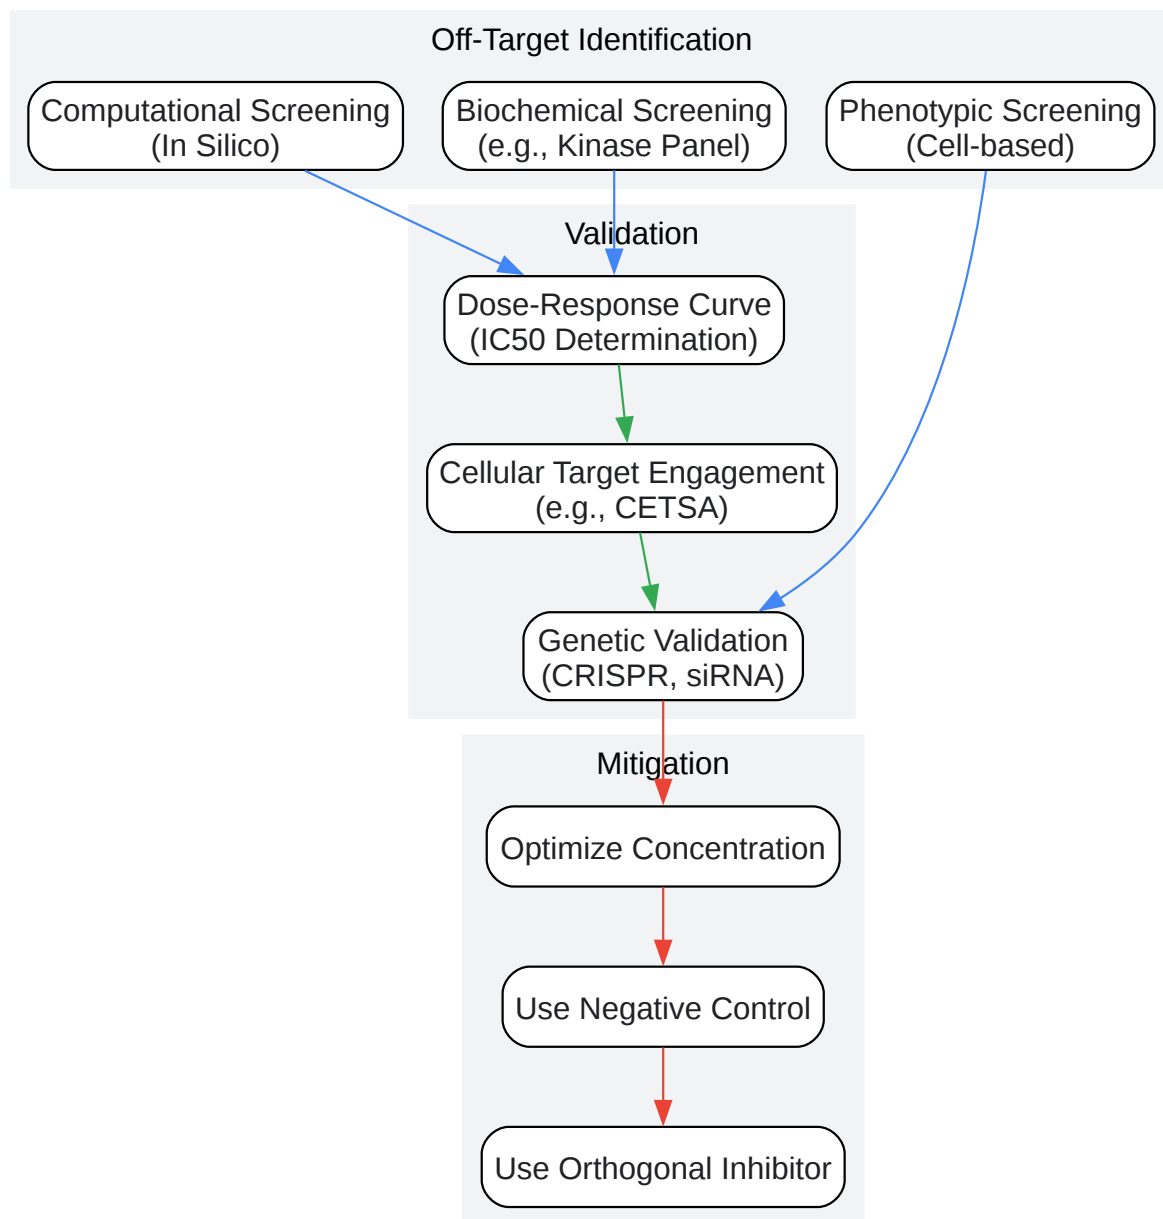 Off-Target Identification
Computational Screening
(In Silico)
Biochemical Screening
(e.g., Kinase Panel)
Phenotypic Screening
(Cell-based)
Validation
Dose-Response Curve
(IC50 Determination)
Cellular Target Engagement
(e.g., CETSA)
Genetic Validation
(CRISPR, siRNA)
Mitigation
Optimize Concentration
Use Negative Control
Use Orthogonal Inhibitor